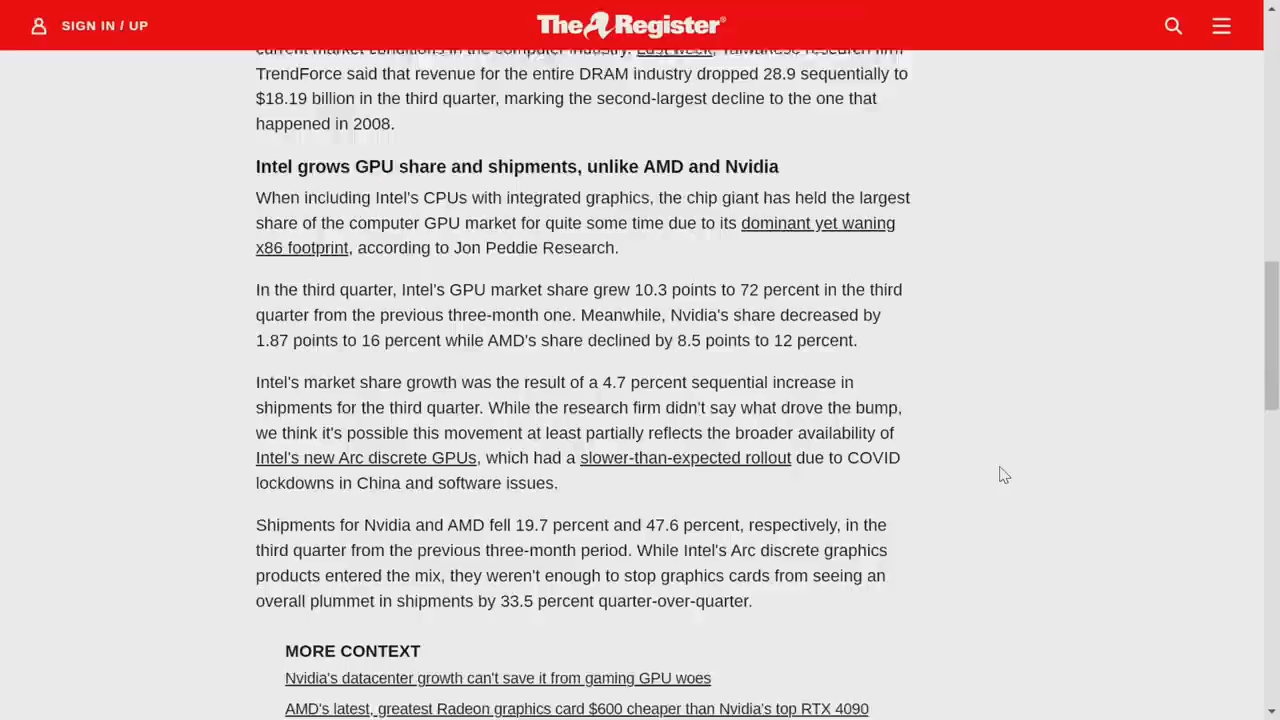 SIGN IN / UP
The Register®
current market conditions in the computer industry. Last week, Taiwanese research firm
TrendForce said that revenue for the entire DRAM industry dropped 28.9 sequentially to
$18.19 billion in the third quarter, marking the second-largest decline to the one that
happened in 2008.
Intel grows GPU share and shipments, unlike AMD and Nvidia
When including Intel's CPUs with integrated graphics, the chip giant has held the largest
share of the computer GPU market for quite some time due to its dominant yet waning
x86 footprint, according to Jon Peddie Research.
In the third quarter, Intel's GPU market share grew 10.3 points to 72 percent in the third
quarter from the previous three-month one. Meanwhile, Nvidia's share decreased by
1.87 points to 16 percent while AMD's share declined by 8.5 points to 12 percent.
Intel's market share growth was the result of a 4.7 percent sequential increase in
shipments for the third quarter. While the research firm didn't say what drove the bump,
we think it's possible this movement at least partially reflects the broader availability of
Intel's new Arc discrete GPUs, which had a slower-than-expected rollout due to COVID
lockdowns in China and software issues.
Shipments for Nvidia and AMD fell 19.7 percent and 47.6 percent, respectively, in the
third quarter from the previous three-month period. While Intel's Arc discrete graphics
products entered the mix, they weren't enough to stop graphics cards from seeing an
overall plummet in shipments by 33.5 percent quarter-over-quarter.
MORE CONTEXT
Nvidia's datacenter growth can't save it from gaming GPU woes
AMD's latest, greatest Radeon graphics card $600 cheaper than Nvidia's top RTX 4090